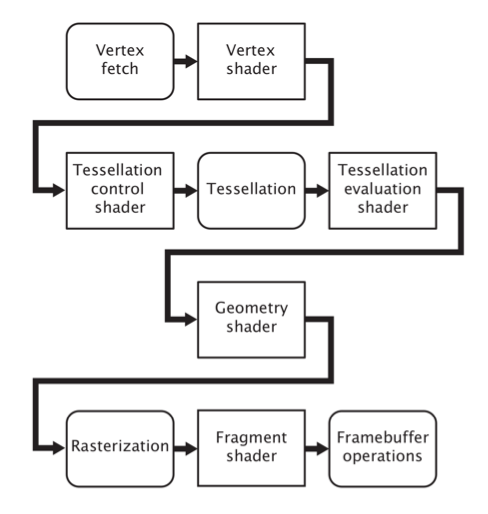 Vertex
fetch
Vertex
shader
Tessellation
control
shader
Tessellation
Tessellation
evaluation
shader
Geometry
shader
Rasterization
Fragment
shader
Framebuffer
operations